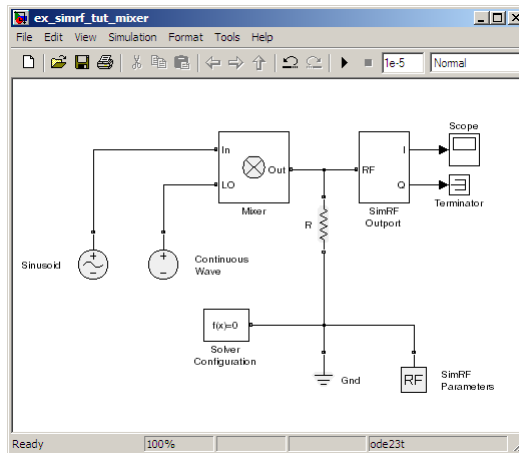 ex_simrf_tut_mixer
File Edit View Simulation Format Tools Help
1e-5 Normal
Scope
In
Out
LO
Mixer
RF
I
Q
SimRF
Outport
Terminator
R
Sinusoid
Continuous
Wave
f(x)=0
Solver
Configuration
Gnd
RF
SimRF
Parameters
Ready 100% ode23t